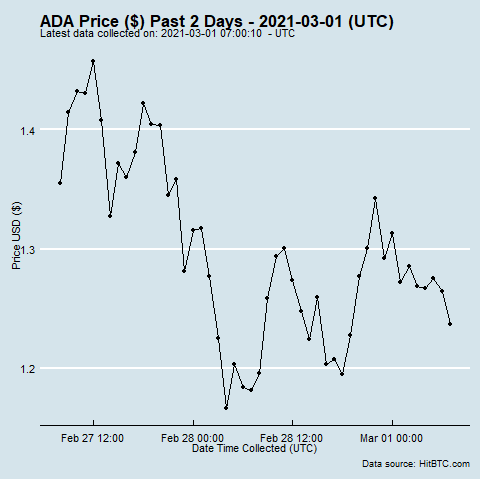 ADA Price ($) Past 2 Days - 2021-03-01 (UTC)
Latest data collected on: 2021-03-01 07:00:10  - UTC
1.4
1.3
1.2
Price USD ($)
Feb 27 12:00
Feb 28 00:00
Feb 28 12:00
Mar 01 00:00
Date Time Collected (UTC)
Data source: HitBTC.com